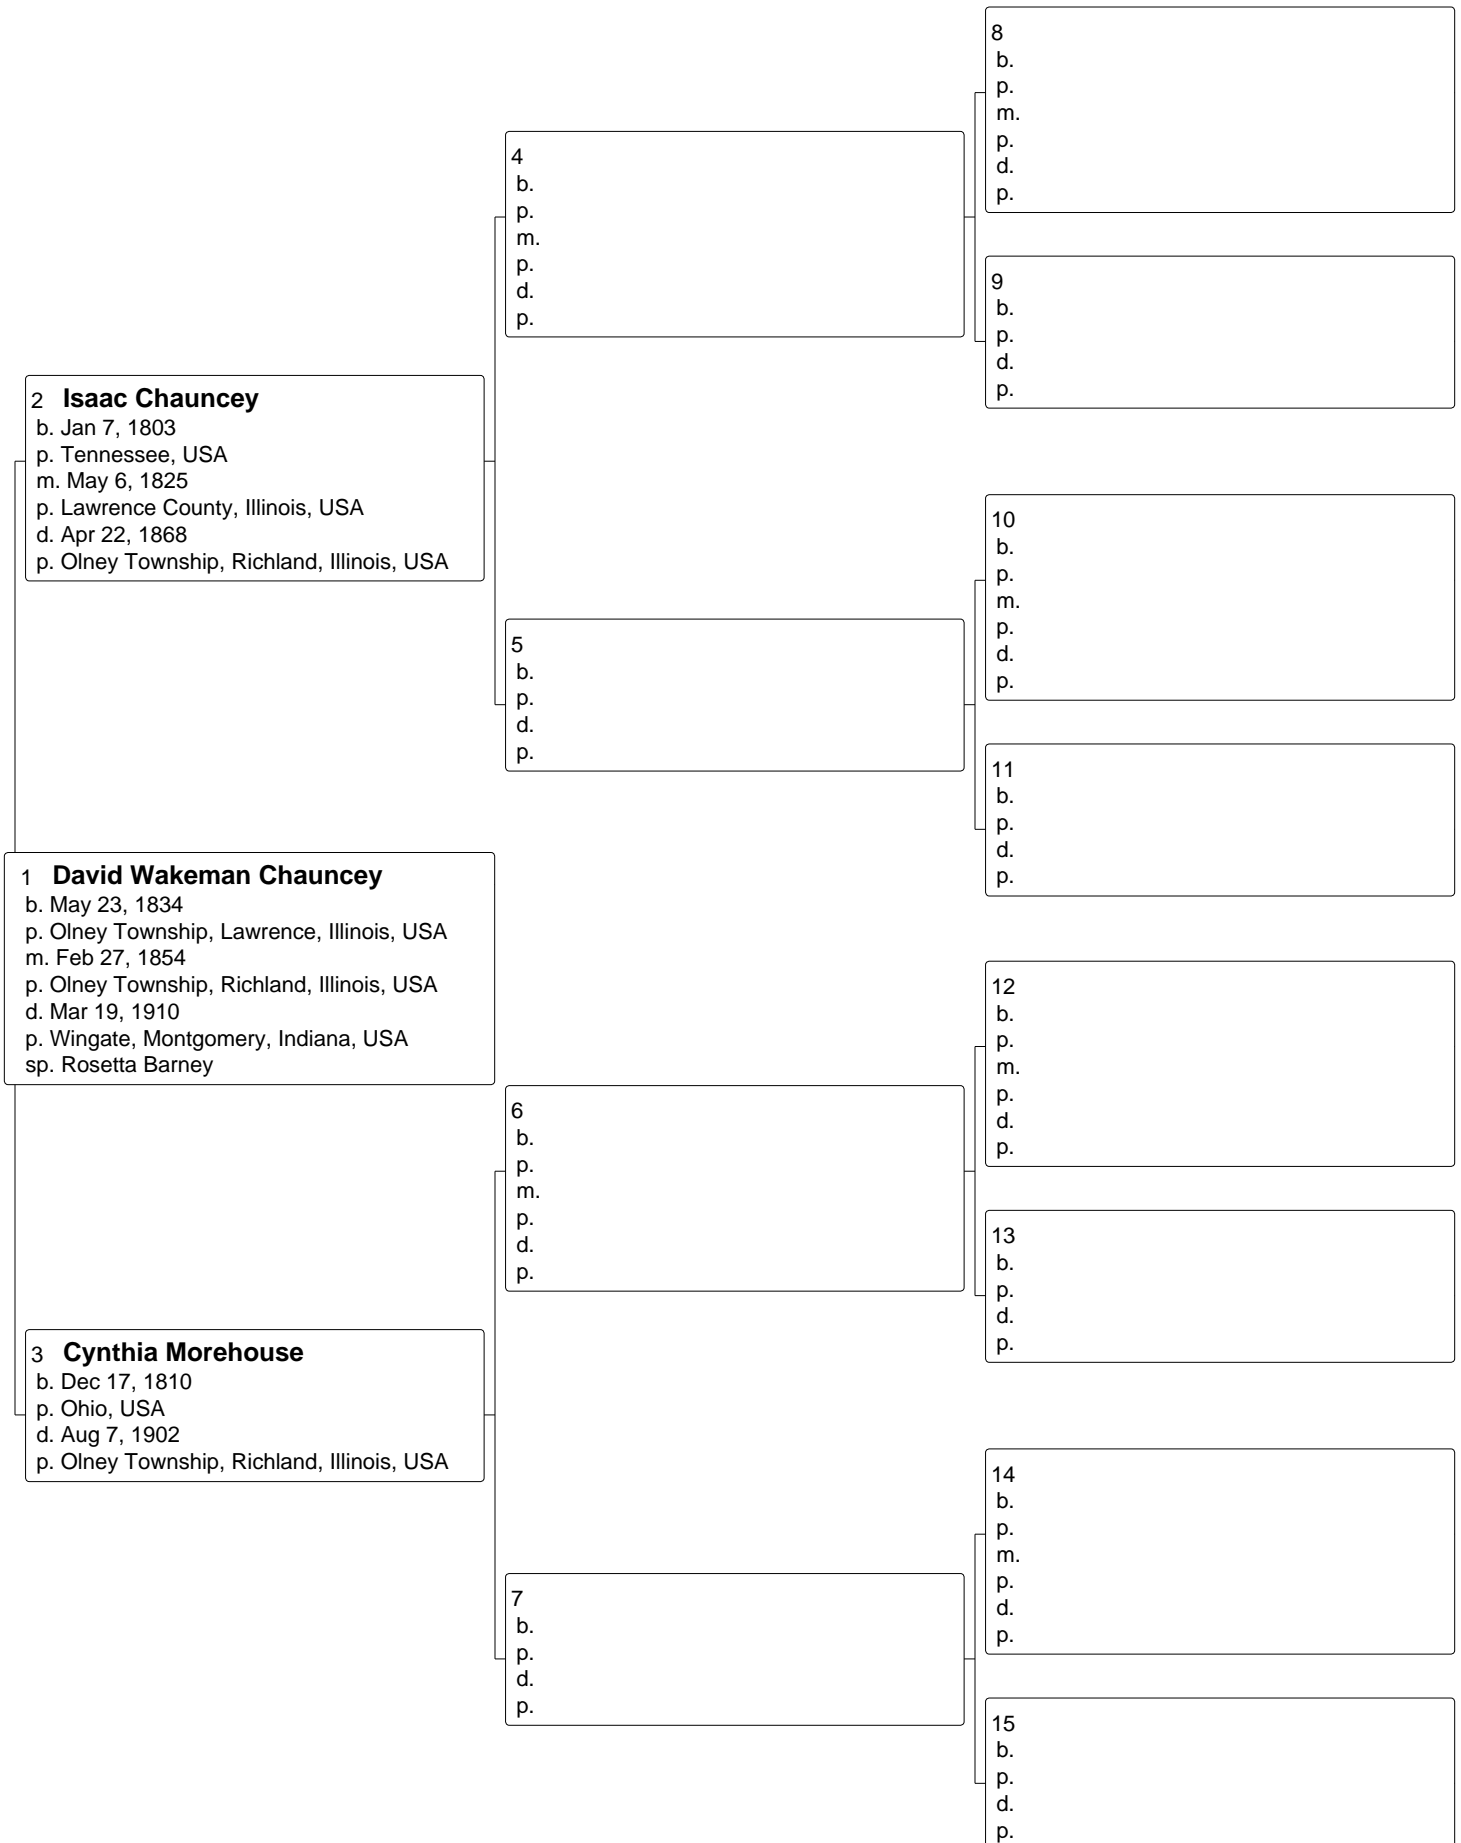 8
b.
p.
m.
p.
d.
p.
4
b.
p.
m.
p.
d.
p.
9
b.
p.
d.
p.
2 Isaac Chauncey
b. Jan 7, 1803
p. Tennessee, USA
m. May 6, 1825
p. Lawrence County, Illinois, USA
d. Apr 22, 1868
p. Olney Township, Richland, Illinois, USA
10
b.
p.
m.
p.
d.
p.
5
b.
p.
d.
p.
11
b.
p.
d.
p.
1 David Wakeman Chauncey
b. May 23, 1834
p. Olney Township, Lawrence, Illinois, USA
m. Feb 27, 1854
p. Olney Township, Richland, Illinois, USA
d. Mar 19, 1910
p. Wingate, Montgomery, Indiana, USA
sp. Rosetta Barney
12
b.
p.
m.
p.
d.
p.
6
b.
p.
m.
p.
d.
p.
13
b.
p.
d.
p.
3 Cynthia Morehouse
b. Dec 17, 1810
p. Ohio, USA
d. Aug 7, 1902
p. Olney Township, Richland, Illinois, USA
14
b.
p.
m.
p.
d.
p.
7
b.
p.
d.
p.
15
b.
p.
d.
p.